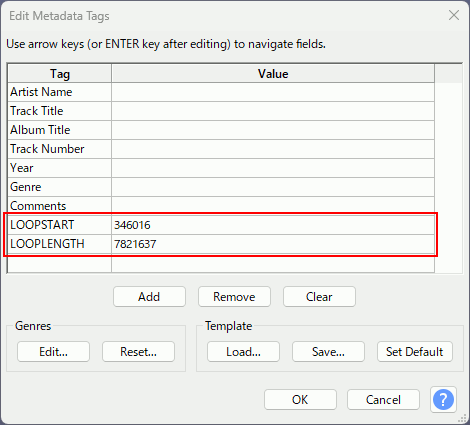 Edit Metadata Tags
Use arrow keys (or ENTER key after editing) to navigate fields.
Tag Value
Artist Name
Track Title
Album Title
Track Number
Year
Genre
Comments
LOOPSTART 346016
LOOPLENGTH 7821637
Add Remove Clear
Genres Template
Edit... Reset... Load... Save... Set Default
OK Cancel ?